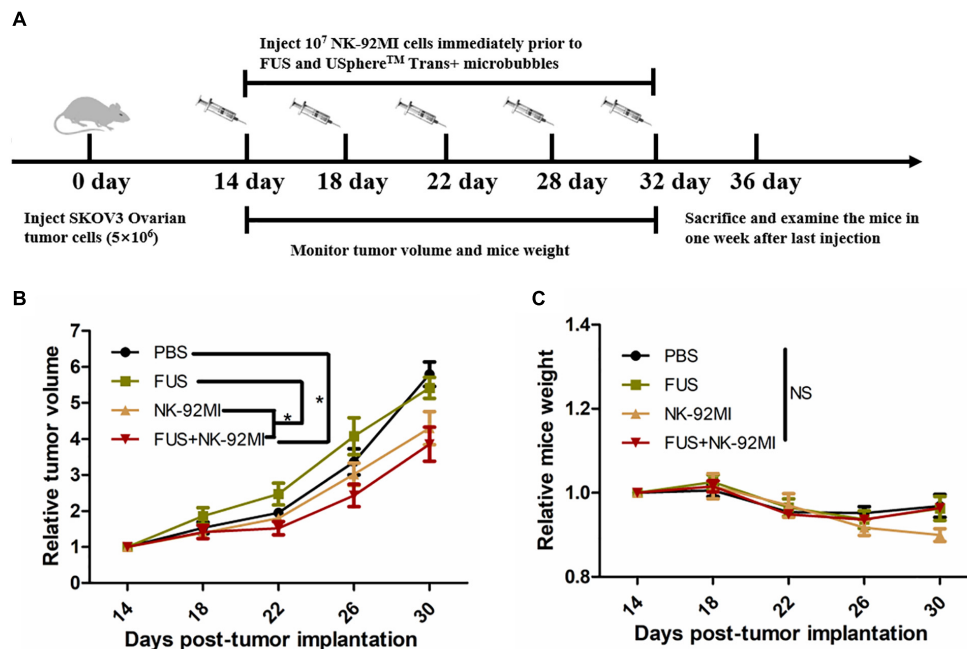 A
Inject 10⁷ NK-92MI cells immediately prior to
FUS and USphere™ Trans+ microbubbles
0 day
14 day
18 day
22 day
28 day
32 day
36 day
Inject SKOV3 Ovarian
tumor cells (5×10⁶)
Monitor tumor volume and mice weight
Sacrifice and examine the mice in
one week after last injection
B
Relative tumor volume
7
6
5
4
3
2
1
0
PBS
FUS
NK-92MI
FUS+NK-92MI
*
*
14
18
22
26
30
Days post-tumor implantation
C
Relative mice weight
1.4
1.2
1.0
0.8
PBS
FUS
NK-92MI
FUS+NK-92MI
NS
14
18
22
26
30
Days post-tumor implantation